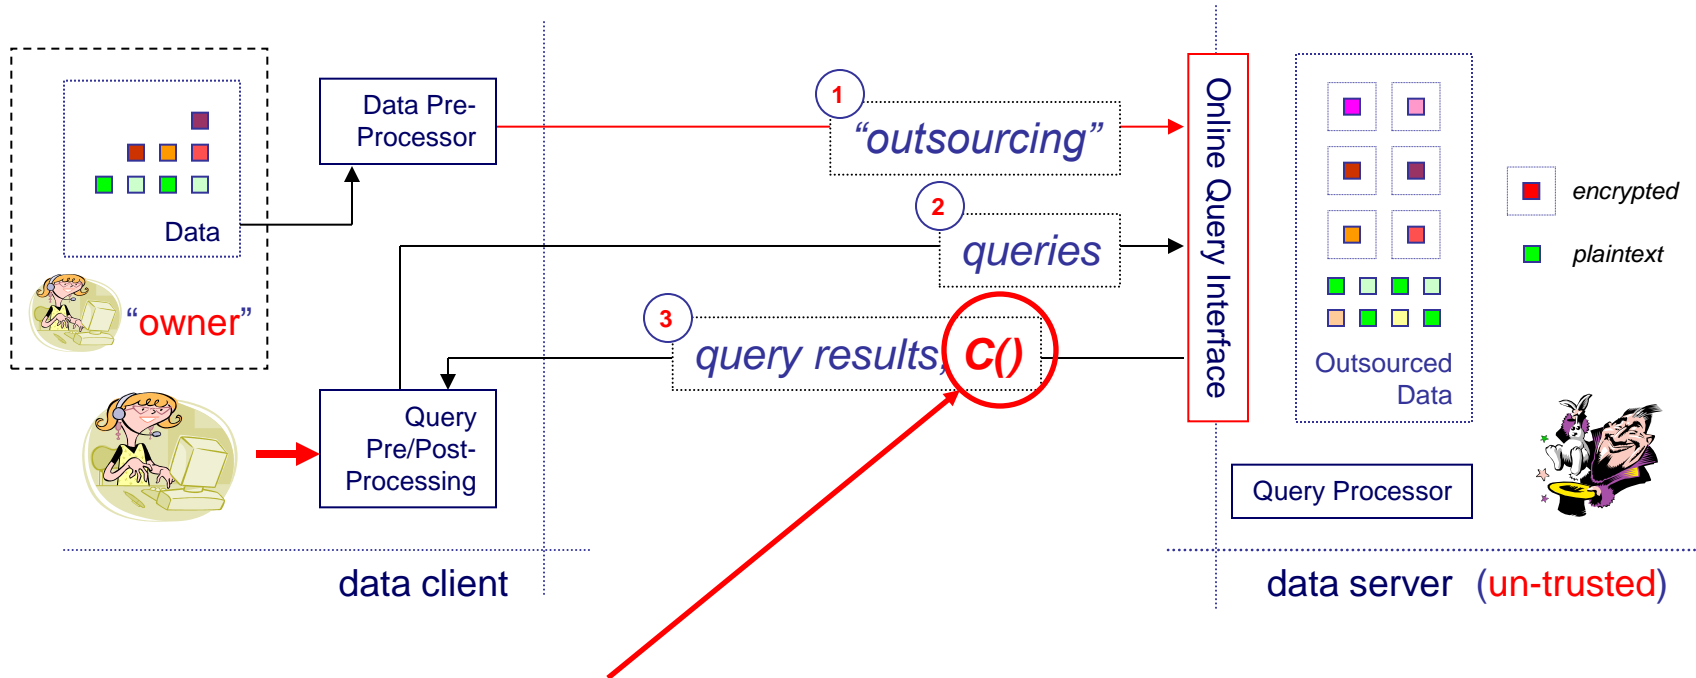 Data Pre-
Processor
Data
“owner”
1
“outsourcing”
2
queries
3
query results, C()
Query
Pre/Post-
Processing
Online Query Interface
Outsourced
Data
encrypted
plaintext
Query Processor
data client
data server (un-trusted)